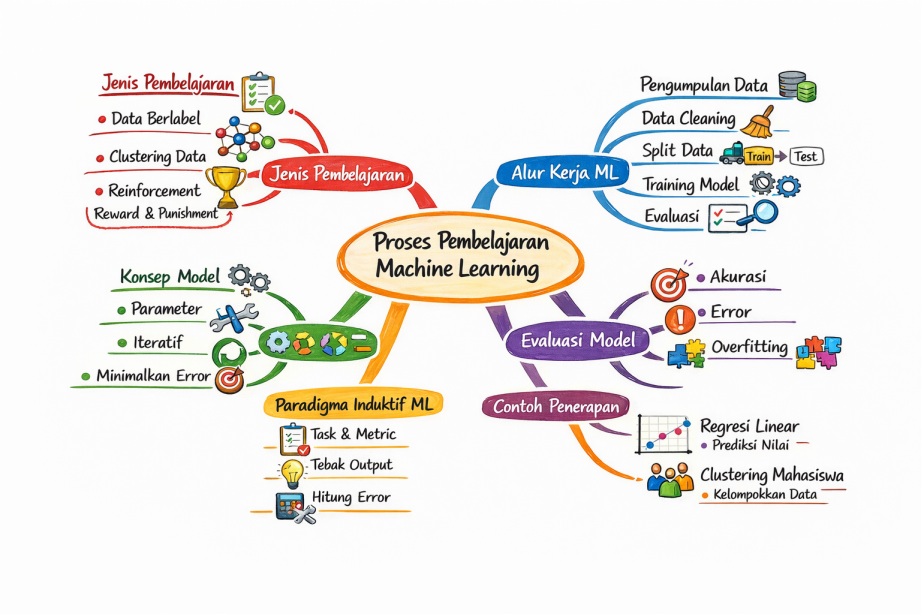 Proses Pembelajaran
Machine Learning
Jenis Pembelajaran
Jenis Pembelajaran
Data Berlabel
Clustering Data
Reinforcement
Reward & Punishment
Alur Kerja ML
Pengumpulan Data
Data Cleaning
Split Data
Train
Test
Training Model
Evaluasi
Konsep Model
Parameter
Iteratif
Minimalkan Error
Evaluasi Model
Akurasi
Error
Overfitting
Paradigma Induktif ML
Task & Metric
Tebak Output
Hitung Error
Contoh Penerapan
Regresi Linear
Prediksi Nilai
Clustering Mahasiswa
Kelompokkan Data